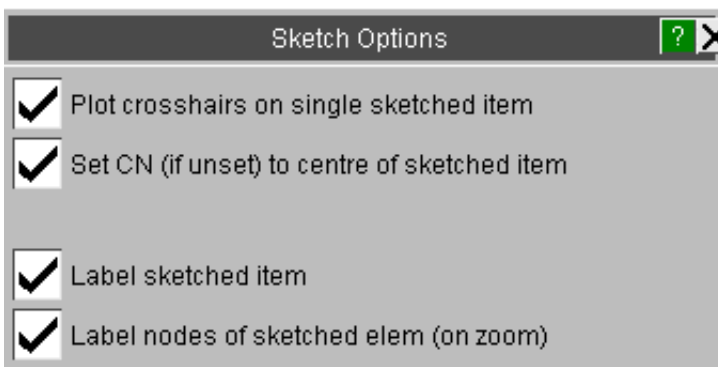 Sketch Options ?
Plot crosshairs on single sketched item
Set CN (if unset) to centre of sketched item
Label sketched item
Label nodes of sketched elem (on zoom)